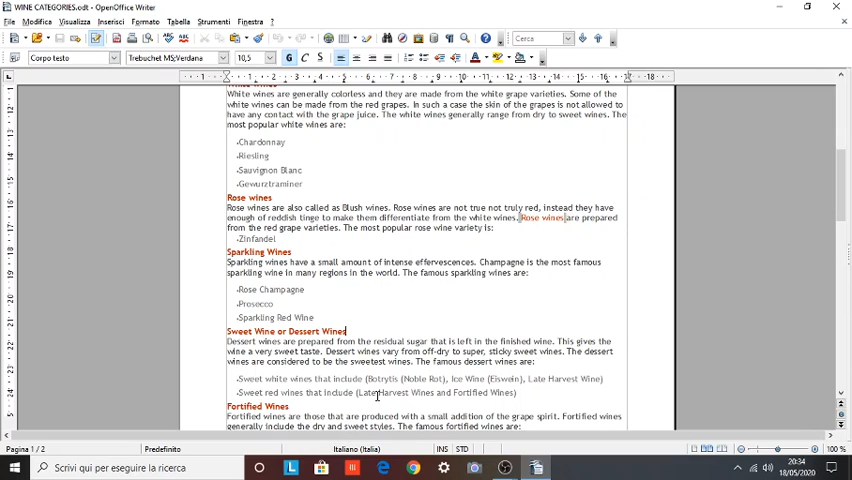 WINE CATEGORIES.odt - OpenOffice Writer
File Modifica Visualizza Inserisci Formato Tabella Strumenti Finestra ?
Cerca
Corpo testo Trebuchet MS;Verdana 10,5 G C S
White wines are generally colorless and they are made from the white grape varieties. Some of the
white wines can be made from the red grapes. In such a case the skin of the grapes is not allowed to
have any contact with the grape juice. The white wines generally range from dry to sweet wines. The
most popular white wines are:
Chardonnay
Riesling
Sauvignon Blanc
Gewurztraminer
Rose wines
Rose wines are also called as Blush wines. Rose wines are not true not truly red, instead they have
enough of reddish tinge to make them differentiate from the white wines. Rose wines are prepared
from the red grape varieties. The most popular rose wine variety is:
Zinfandel
Sparkling Wines
Sparkling wines have a small amount of intense effervescences. Champagne is the most famous
sparkling wine in many regions in the world. The famous sparkling wines are:
Rose Champagne
Prosecco
Sparkling Red Wine
Sweet Wine or Dessert Wines
Dessert wines are prepared from the residual sugar that is left in the finished wine. This gives the
wine a very sweet taste. Dessert wines vary from off-dry to super, sticky sweet wines. The dessert
wines are considered to be the sweetest wines. The famous dessert wines are:
Sweet white wines that include (Botrytis (Noble Rot), Ice Wine (Eiswein), Late Harvest Wine)
Sweet red wines that include (Late Harvest Wines and Fortified Wines)
Fortified Wines
Fortified wines are those that are produced with a small addition of the grape spirit. Fortified wines
generally include the dry and sweet styles. The famous fortified wines are:
Pagina 1 / 2 Predefinito Italiano (Italia) INS STD 100 %
Scrivi qui per eseguire la ricerca
20:34
18/05/2020